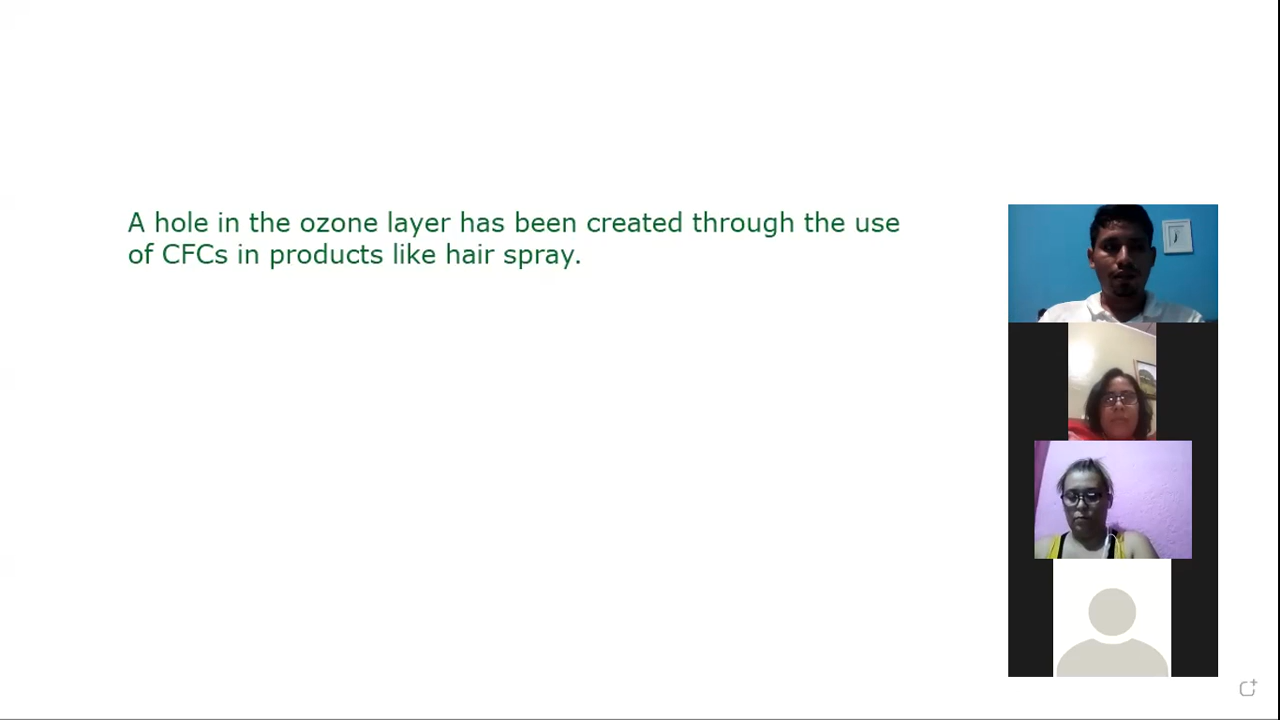 A hole in the ozone layer has been created through the use
of CFCs in products like hair spray.